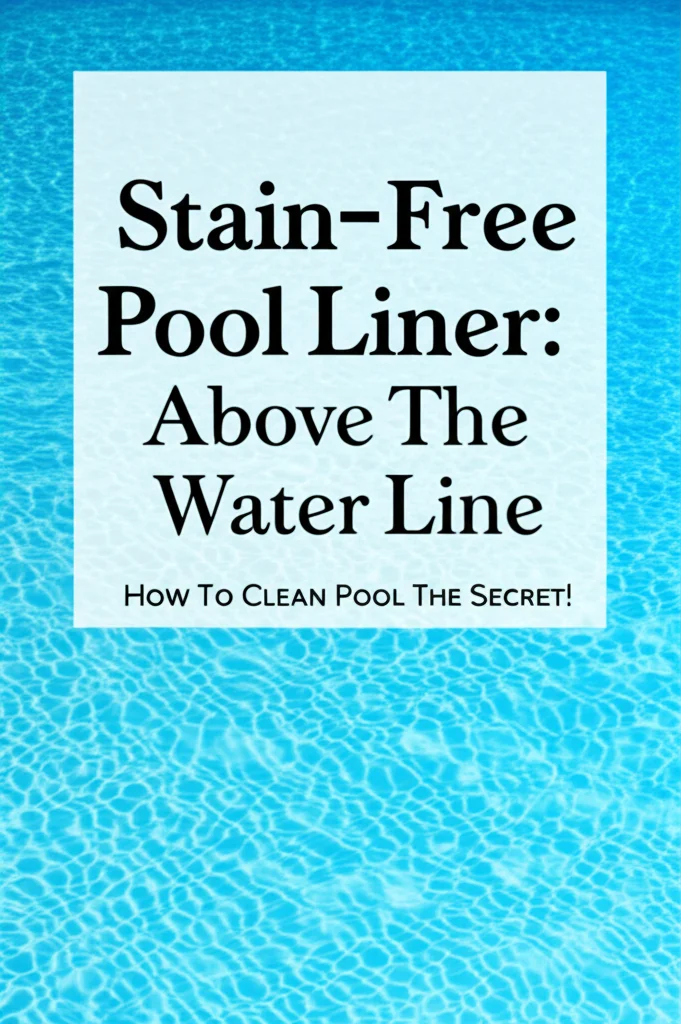 Stain-Free
Pool Liner:
Above The
Water Line
How To Clean Pool The Secret!